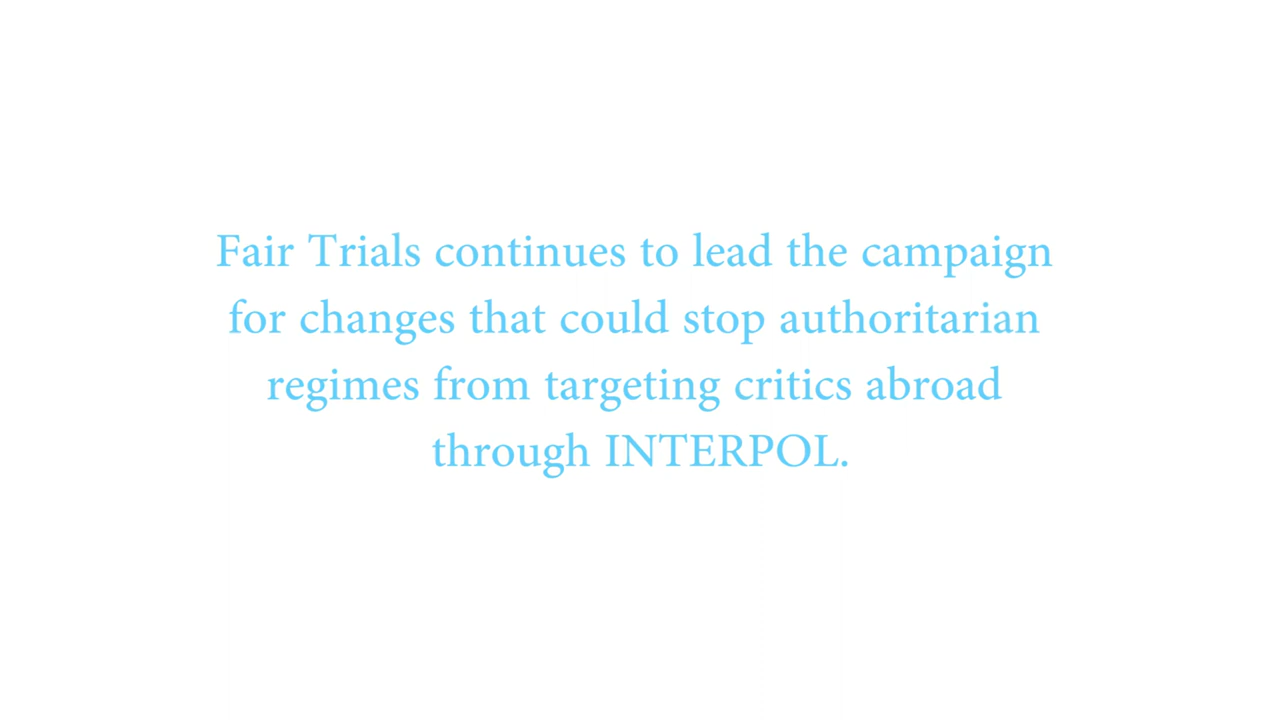 Fair Trials continues to lead the campaign
for changes that could stop authoritarian
regimes from targeting critics abroad
through INTERPOL.